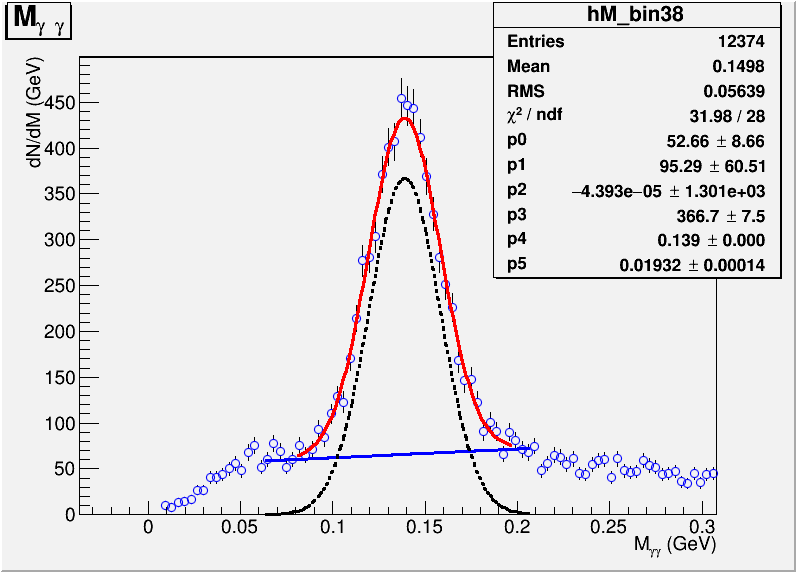 M γ γ
hM_bin38
Entries 12374
Mean 0.1498
RMS 0.05639
χ² / ndf 31.98 / 28
p0 52.66 ± 8.66
p1 95.29 ± 60.51
p2 −4.393e−05 ± 1.301e+03
p3 366.7 ± 7.5
p4 0.139 ± 0.000
p5 0.01932 ± 0.00014
dN/dM (GeV)
450
400
350
300
250
200
150
100
50
0
0 0.05 0.1 0.15 0.2 0.25 0.3
M γγ (GeV)